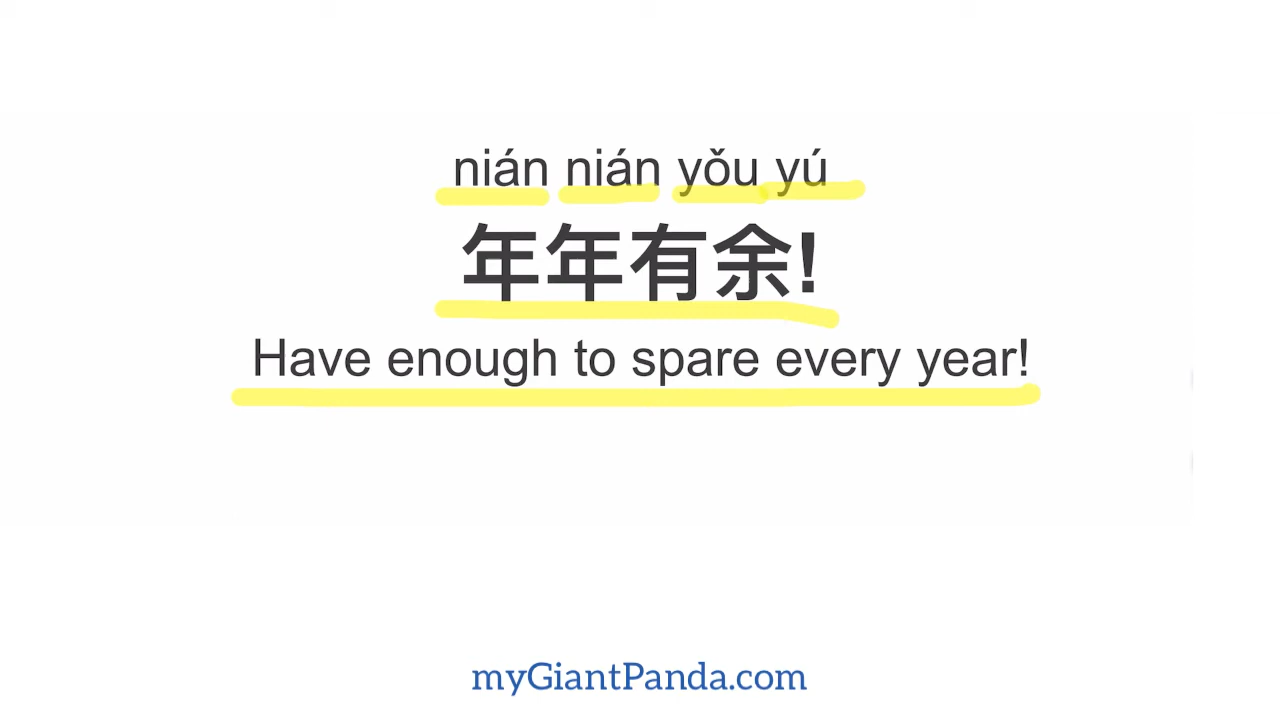 nián nián yǒu yú
年年有余!
Have enough to spare every year!
myGiantPanda.com